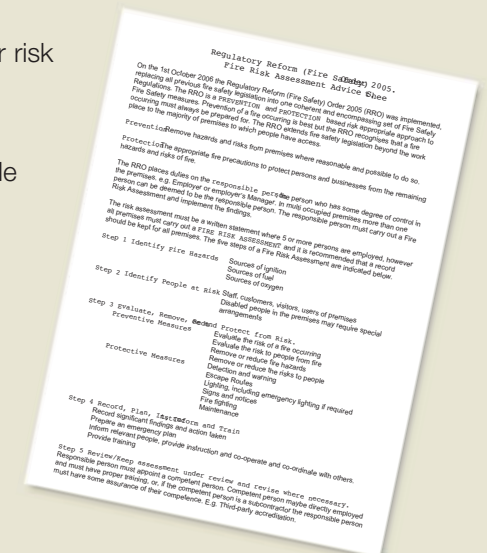 r risk
le
Regulatory Reform (Fire Safety) Order 2005.
Fire Risk Assessment Advice Shee
On the 1st October 2006 the Regulatory Reform (Fire Safety) Order 2005 (RRO) was implemented,
replacing all previous fire safety legislation into one coherent and encompassing set of Fire Safety
Regulations. The RRO is a PREVENTION and PROTECTION based risk appropriate approach to
Fire Safety measures. Prevention of a fire occurring is best but the RRO recognises that a fire
occurring must always be prepared for. The RRO extends fire safety legislation beyond the work
place to the majority of premises to which people have access.
Prevention Remove hazards and risks from premises where reasonable and possible to do so.
Protection The appropriate fire precautions to protect persons and businesses from the remaining
hazards and risks of fire.
The RRO places duties on the responsible person the person who has some degree of control in
the premises. e.g. Employer or employer's Manager. In multi occupied premises more than one
person can be deemed to be the responsible person. The responsible person must carry out a Fire
Risk Assessment and implement the findings.
The risk assessment must be a written statement where 5 or more persons are employed, however
all premises must carry out a FIRE RISK ASSESSMENT and it is recommended that a record
should be kept for all premises. The five steps of a Fire Risk Assessment are indicated below.
Step 1 Identify Fire Hazards
Sources of ignition
Sources of fuel
Sources of oxygen
Step 2 Identify People at Risk Staff, customers, visitors, users of premises
Disabled people in the premises may require special
arrangements
Step 3 Evaluate, Remove, and Protect from Risk.
Preventive Measures
Evaluate the risk of a fire occurring
Evaluate the risk to people from fire
Remove or reduce fire hazards
Remove or reduce the risks to people
Protective Measures
Detection and warning
Escape Routes
Lighting, including emergency lighting if required
Signs and notices
Fire fighting
Maintenance
Step 4 Record, Plan, Inform and Train
Record significant findings and action taken
Prepare an emergency plan
Inform relevant people, provide instruction and co-operate and co-ordinate with others.
Provide training
Step 5 Review/Keep assessment under review and revise where necessary.
Responsible person must appoint a competent person. Competent person maybe directly employed
and must have proper training, or, if the competent person is a subcontractor the responsible person
must have some assurance of their competence. E.g. Third-party accreditation.